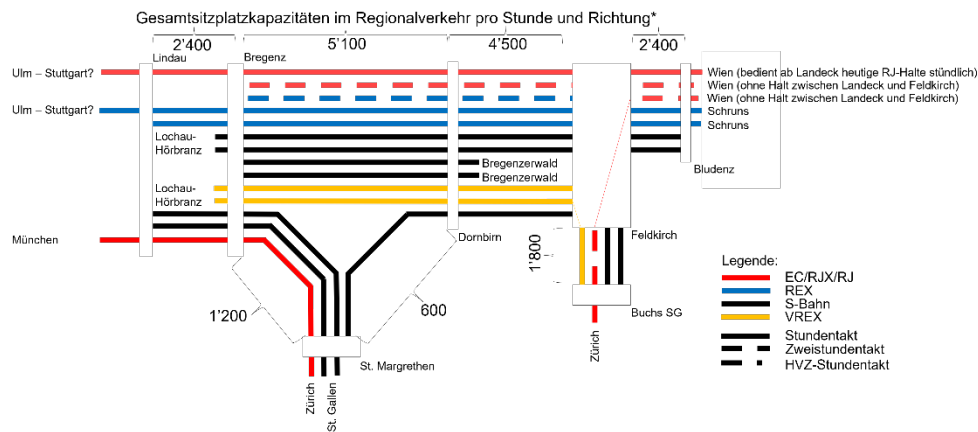 Gesamtsitzplatzkapazitäten im Regionalverkehr pro Stunde und Richtung*
2'400
5'100
4'500
2'400
Lindau
Bregenz
Ulm – Stuttgart?
Wien (bedient ab Landeck heutige RJ-Halte stündlich)
Wien (ohne Halt zwischen Landeck und Feldkirch)
Wien (ohne Halt zwischen Landeck und Feldkirch)
Ulm – Stuttgart?
Schruns
Schruns
Lochau-
Hörbranz
Bregenzerwald
Bregenzerwald
Bludenz
Lochau-
Hörbranz
München
Dornbirn
Feldkirch
1'800
Legende:
EC/RJX/RJ
REX
S-Bahn
VREX
Stundentakt
Zweistundentakt
HVZ-Stundentakt
1'200
600
Buchs SG
St. Margrethen
Zürich
St. Gallen
Zürich